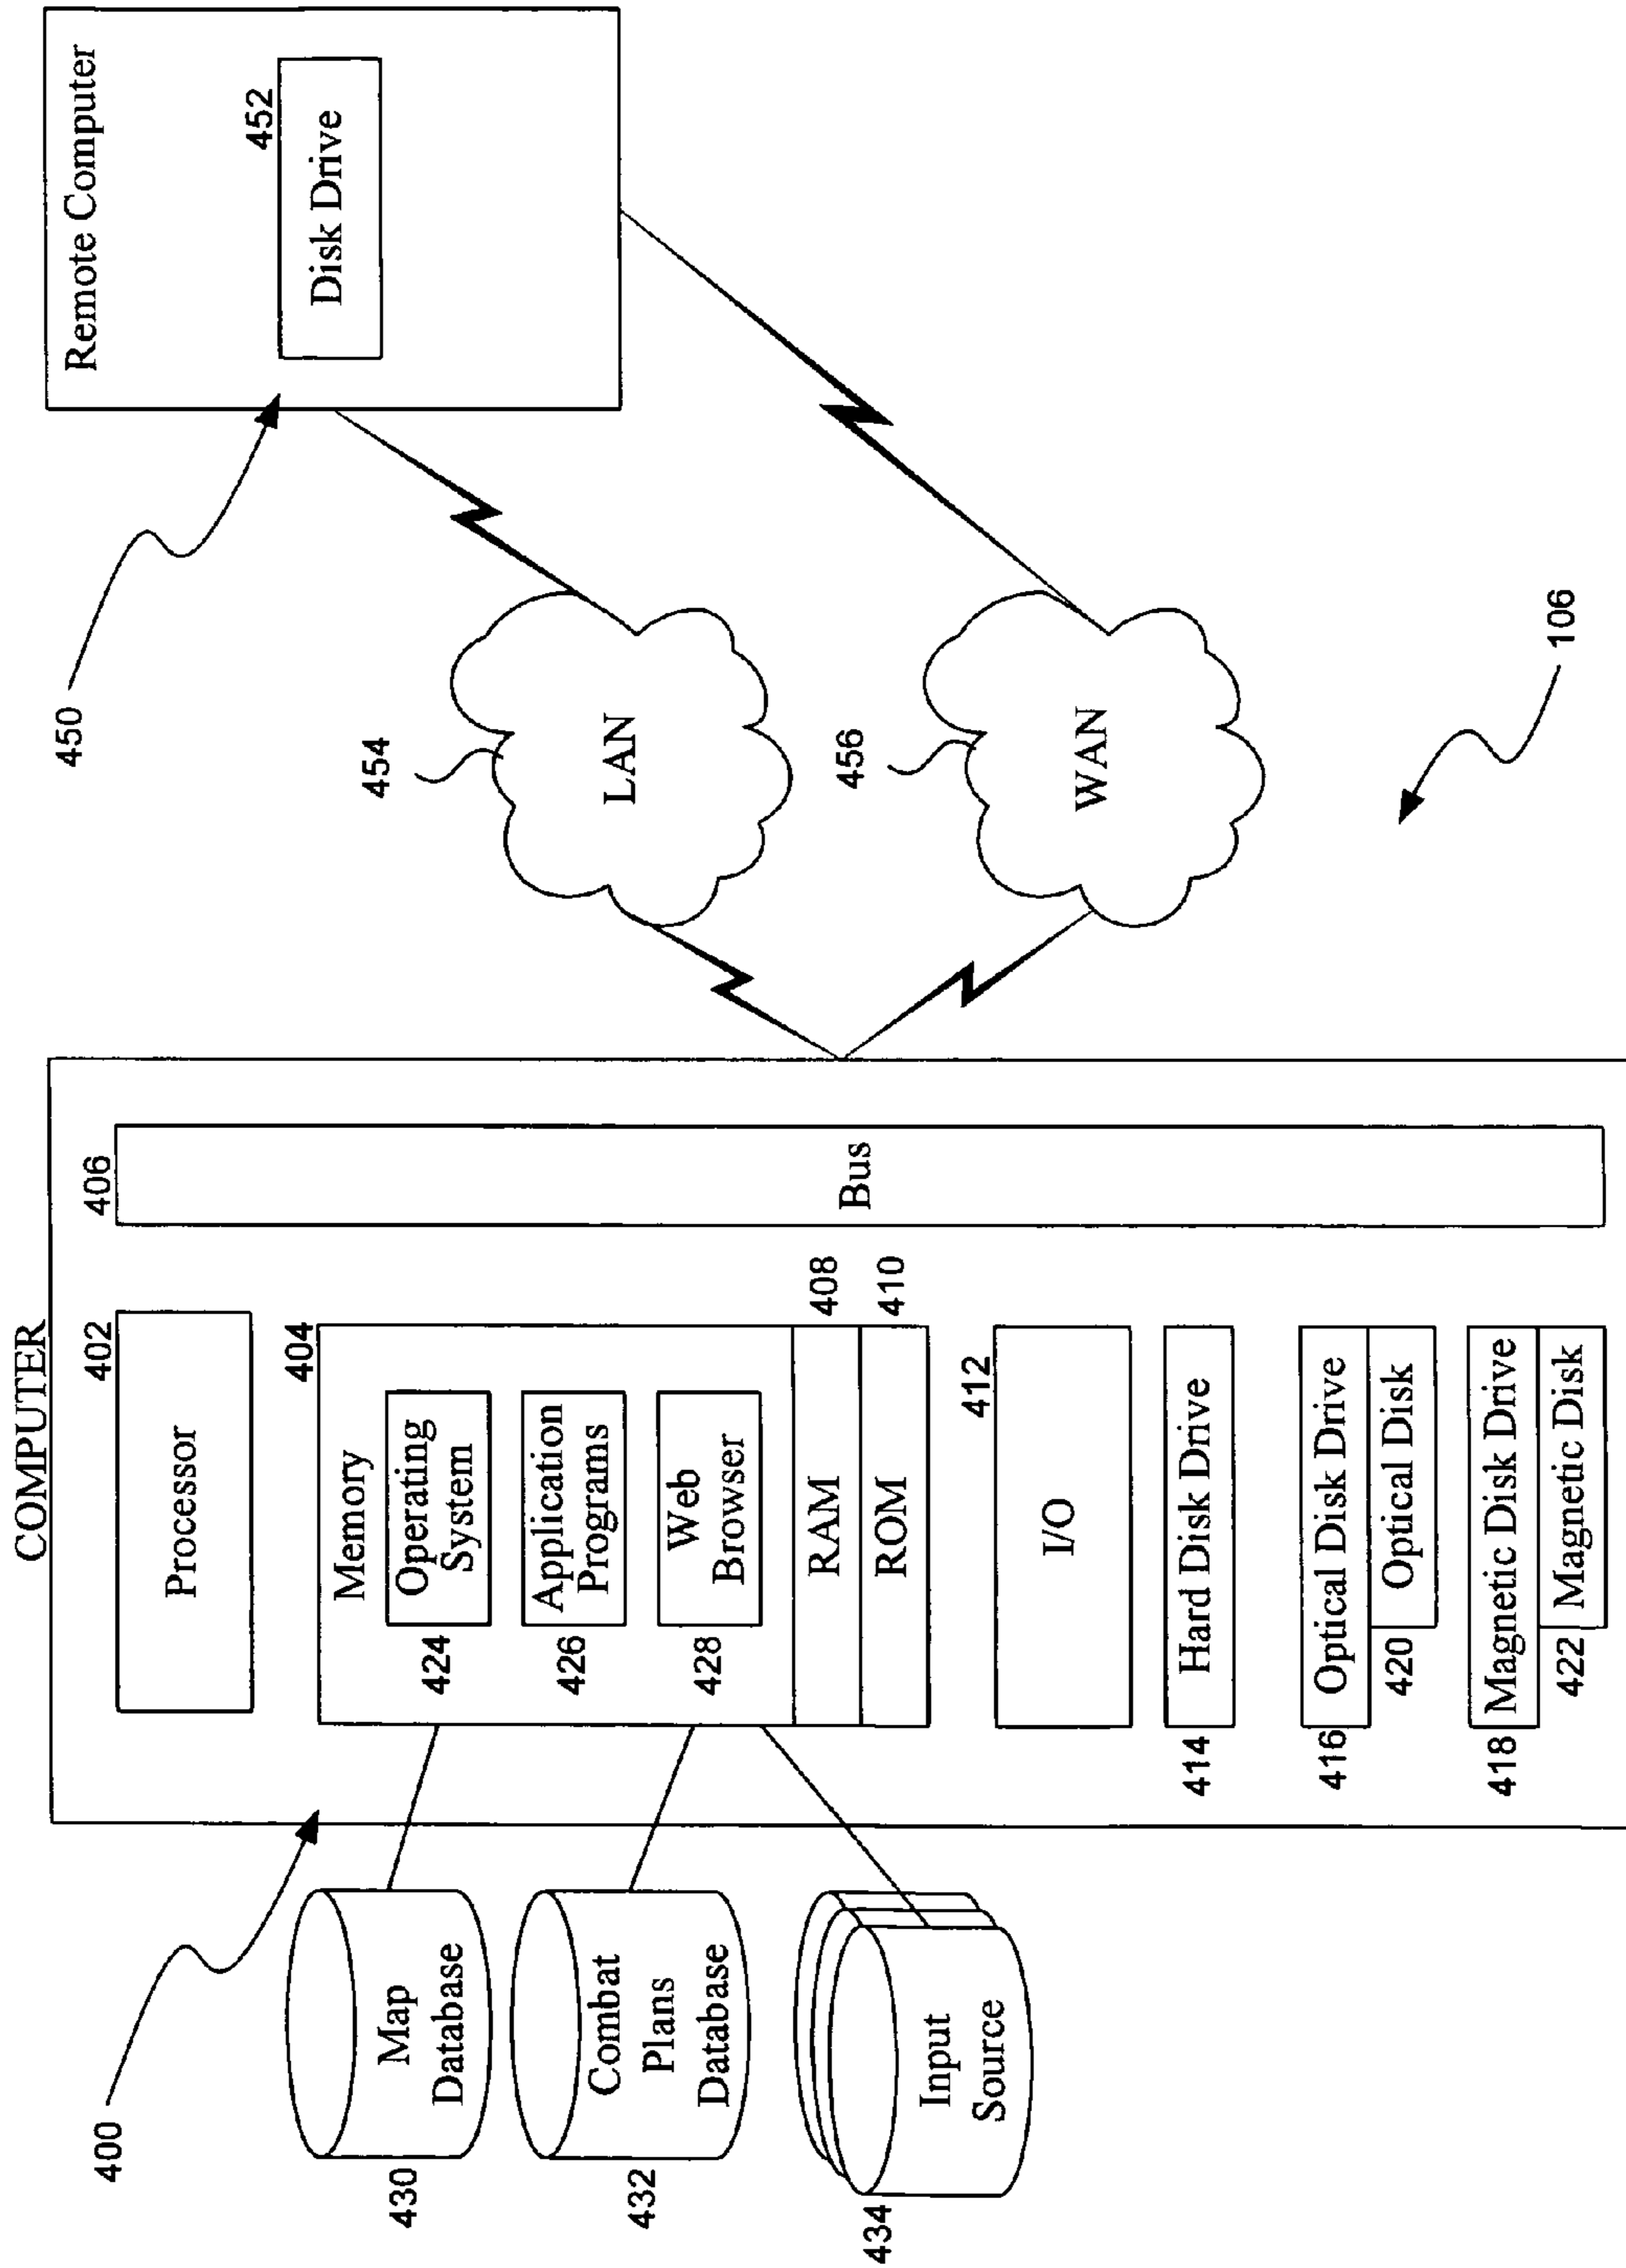 COMPUTER
400
402
Processor
404
Memory
424
Operating
System
426
Application
Programs
428
Web
Browser
RAM
408
ROM
410
412
I/O
414
Hard Disk Drive
416
Optical Disk Drive
420
Optical Disk
418
Magnetic Disk Drive
422
Magnetic Disk
406
Bus
430
Map
Database
432
Combat
Plans
Database
434
Input
Source
450
Remote Computer
452
Disk Drive
454
LAN
456
WAN
106